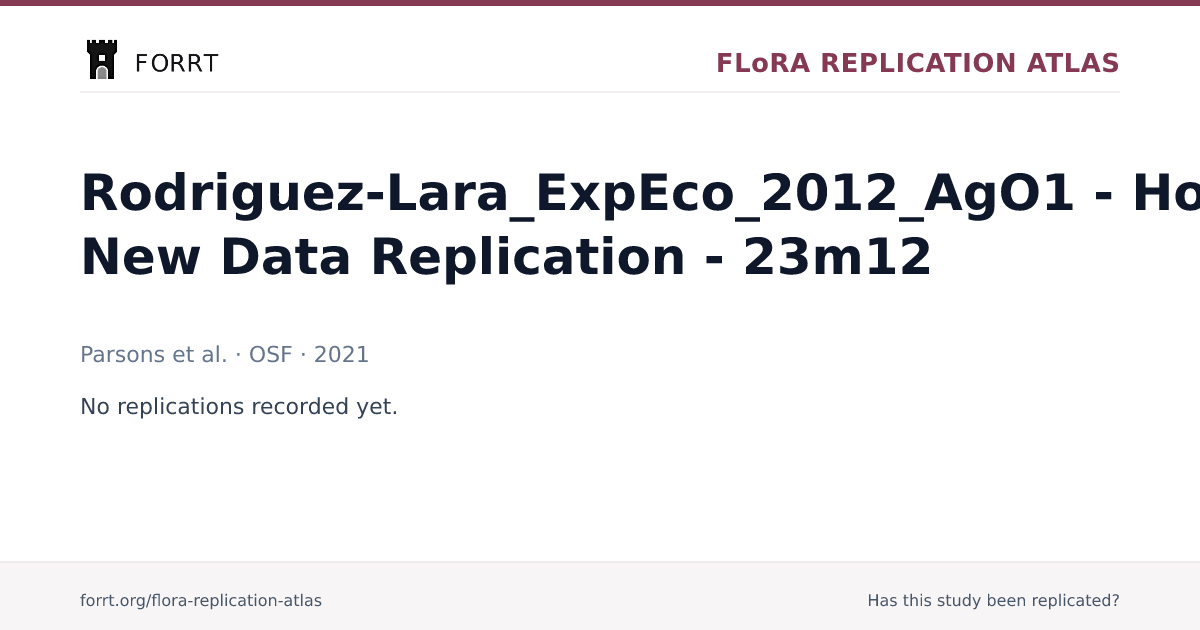 FORRT
FLoRA REPLICATION ATLAS
Rodriguez-Lara_ExpEco_2012_AgO1 - Ho
New Data Replication - 23m12
Parsons et al. · OSF · 2021
No replications recorded yet.
forrt.org/flora-replication-atlas
Has this study been replicated?